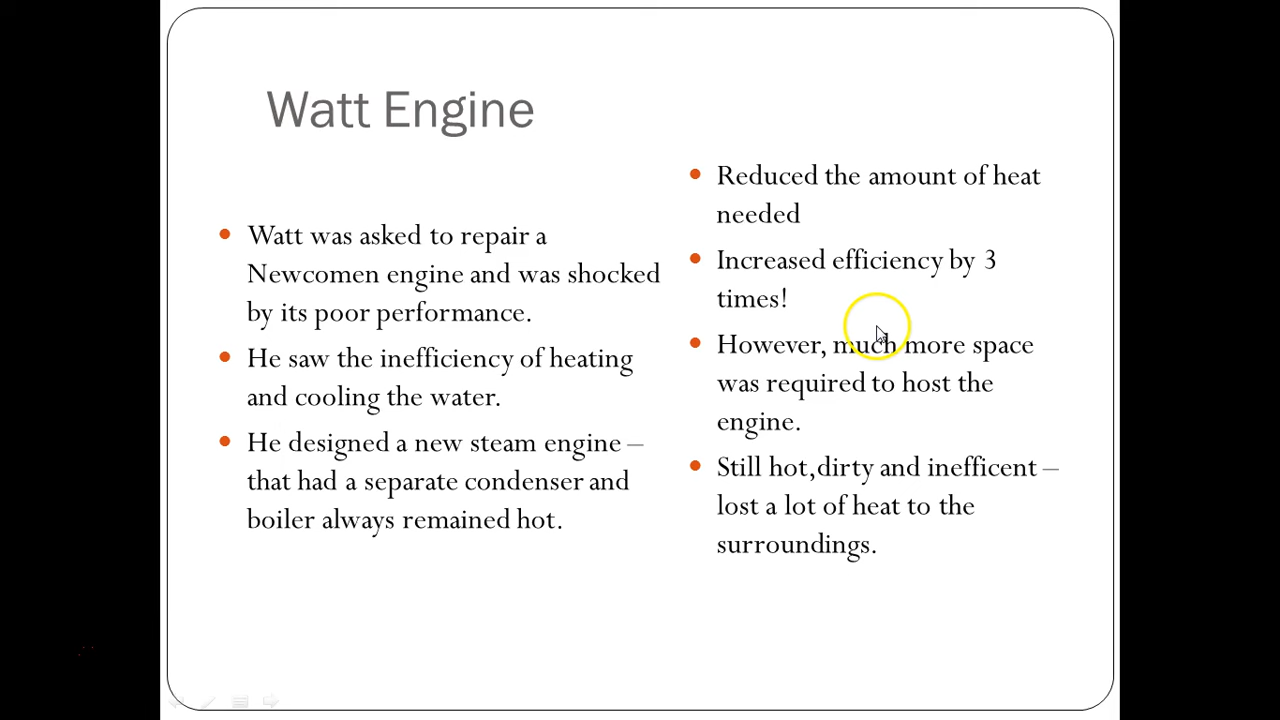 Watt Engine
Watt was asked to repair a
Newcomen engine and was shocked
by its poor performance.
He saw the inefficiency of heating
and cooling the water.
He designed a new steam engine –
that had a separate condenser and
boiler always remained hot.
Reduced the amount of heat
needed
Increased efficiency by 3
times!
However, much more space
was required to host the
engine.
Still hot,dirty and inefficent –
lost a lot of heat to the
surroundings.